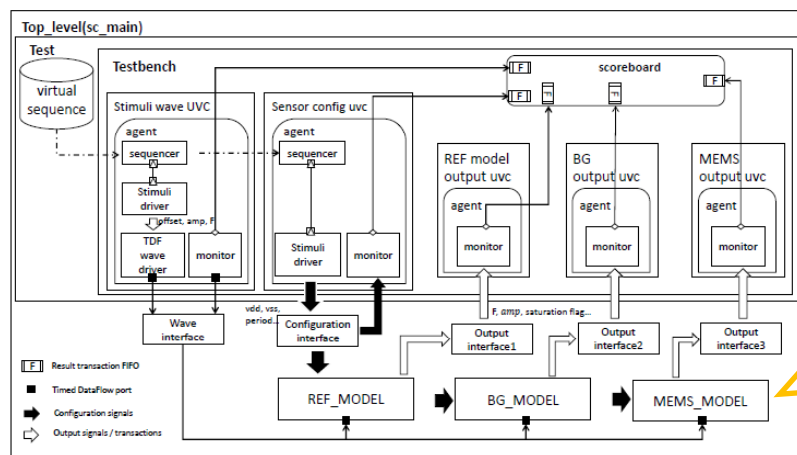 Top_level(sc_main)
Test
virtual
sequence
Testbench
Stimuli wave UVC
agent
sequencer
Stimuli
driver
offset, amp, F
TDF
wave
driver
monitor
Sensor config uvc
agent
sequencer
Stimuli
driver
monitor
scoreboard
F
F
F
F
F
REF model
output uvc
agent
monitor
BG
output uvc
agent
monitor
MEMS
output uvc
agent
monitor
vdd, vss,
period...
F, amp, saturation flag...
Wave
interface
Configuration
interface
Output
interface1
Output
interface2
Output
interface3
REF_MODEL
BG_MODEL
MEMS_MODEL
F Result transaction FIFO
Timed DataFlow port
Configuration signals
Output signals / transactions